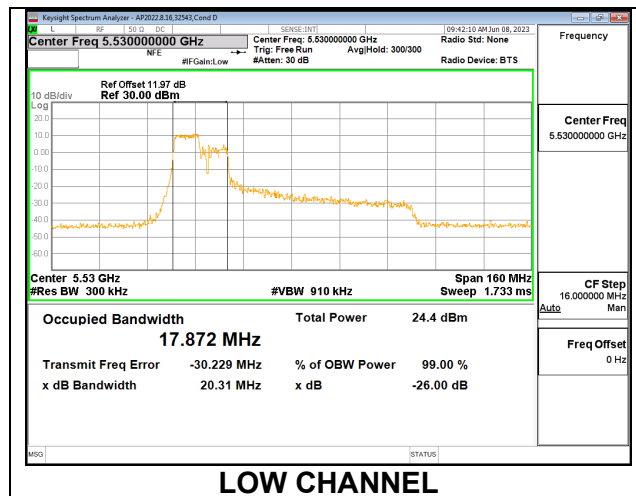 Keysight Spectrum Analyzer - AP2022.8.16,32543,Cond D
L RF 50 Ω DC SENSE:INT 09:42:10 AM Jun 08, 2023
Center Freq 5.530000000 GHz Center Freq: 5.530000000 GHz Radio Std: None Frequency
NFE Trig: Free Run Avg|Hold: 300/300
#IFGain:Low #Atten: 30 dB Radio Device: BTS
Ref Offset 11.97 dB
10 dB/div Ref 30.00 dBm
Log
20.0
10.0
0.00
-10.0
-20.0
-30.0
-40.0
-50.0
-60.0
Center Freq
5.530000000 GHz
Center 5.53 GHz Span 160 MHz
#Res BW 300 kHz #VBW 910 kHz Sweep 1.733 ms
CF Step
16.000000 MHz
Auto Man
Occupied Bandwidth Total Power 24.4 dBm
17.872 MHz
Freq Offset
0 Hz
Transmit Freq Error -30.229 MHz % of OBW Power 99.00 %
x dB Bandwidth 20.31 MHz x dB -26.00 dB
MSG STATUS
LOW CHANNEL